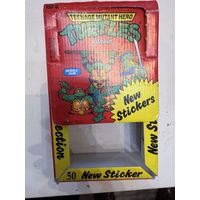 TEENAGE MUTANT HERO
TURTLES
New
Stickers
ection
New St
50 New Sticker